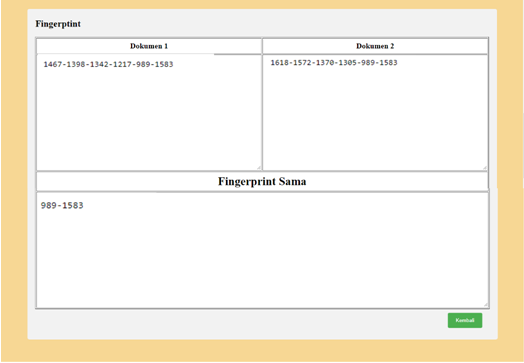 Fingerptint
Dokumen 1 Dokumen 2
1467-1398-1342-1217-989-1583 1618-1572-1370-1305-989-1583
Fingerprint Sama
989-1583
Kembali